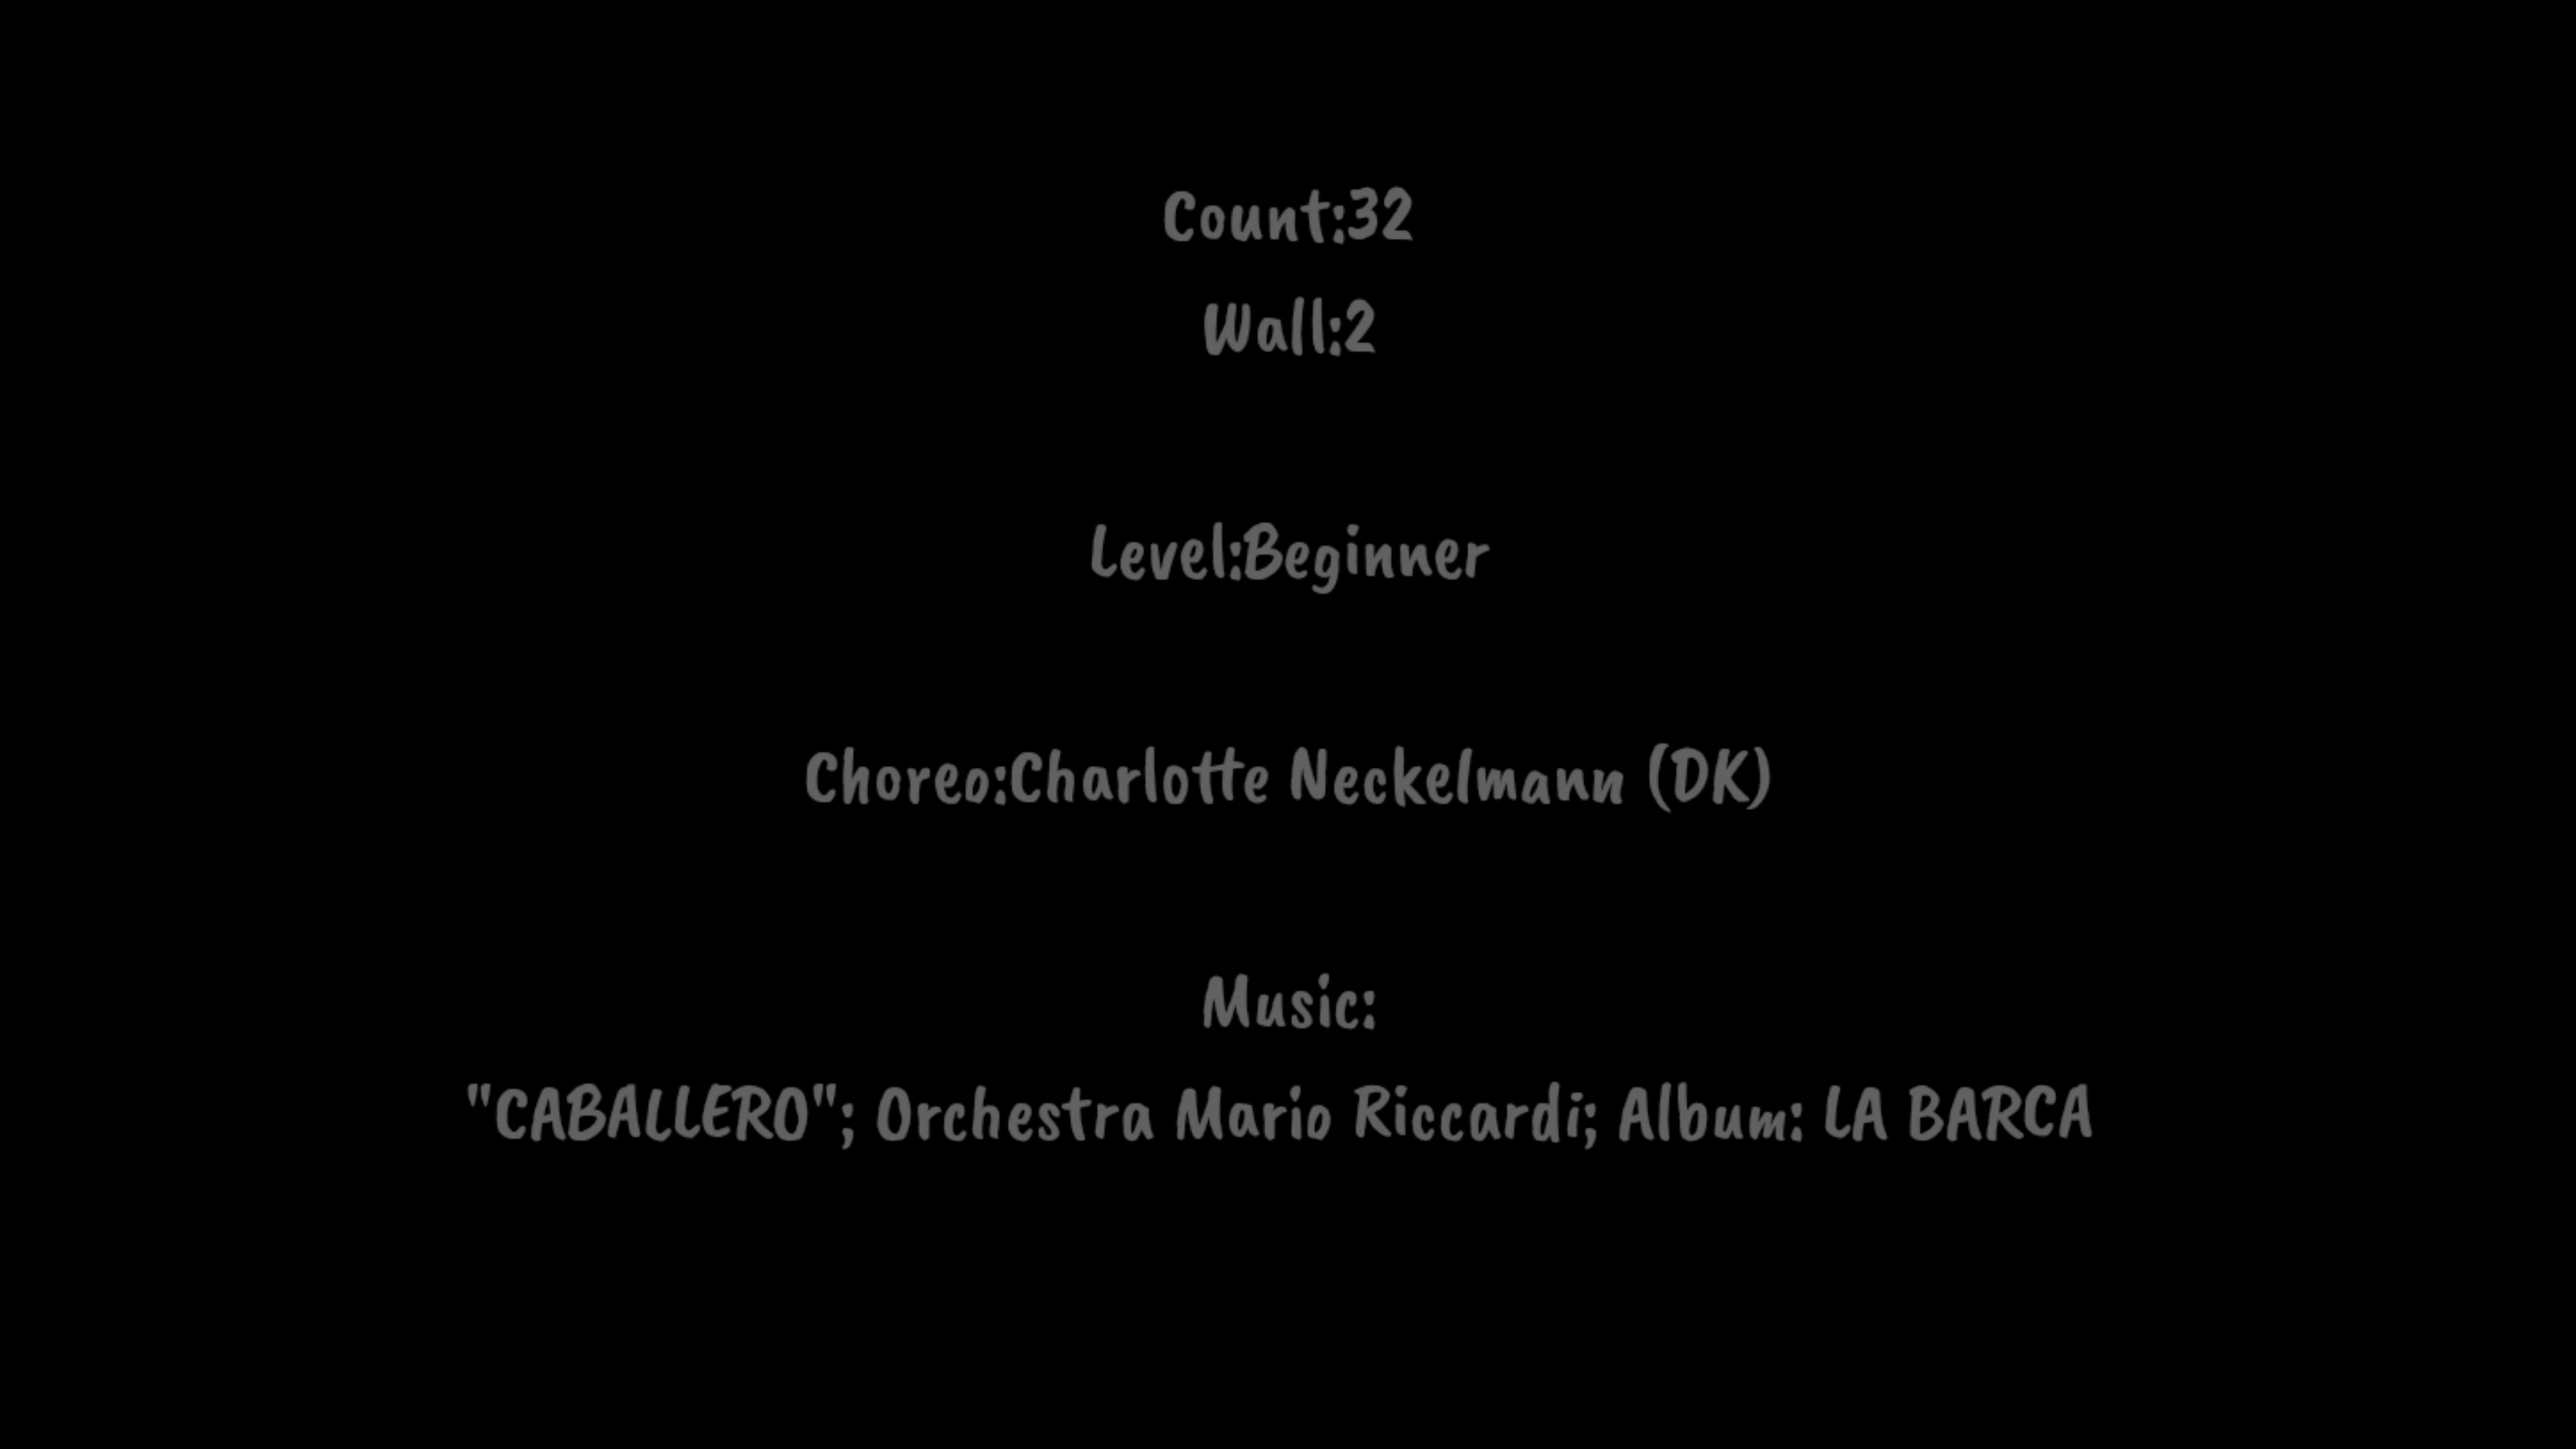 Count:32
Wall:2
Level:Beginner
Choreo:Charlotte Neckelmann (DK)
Music:
"CABALLERO"; Orchestra Mario Riccardi; Album: LA BARCA